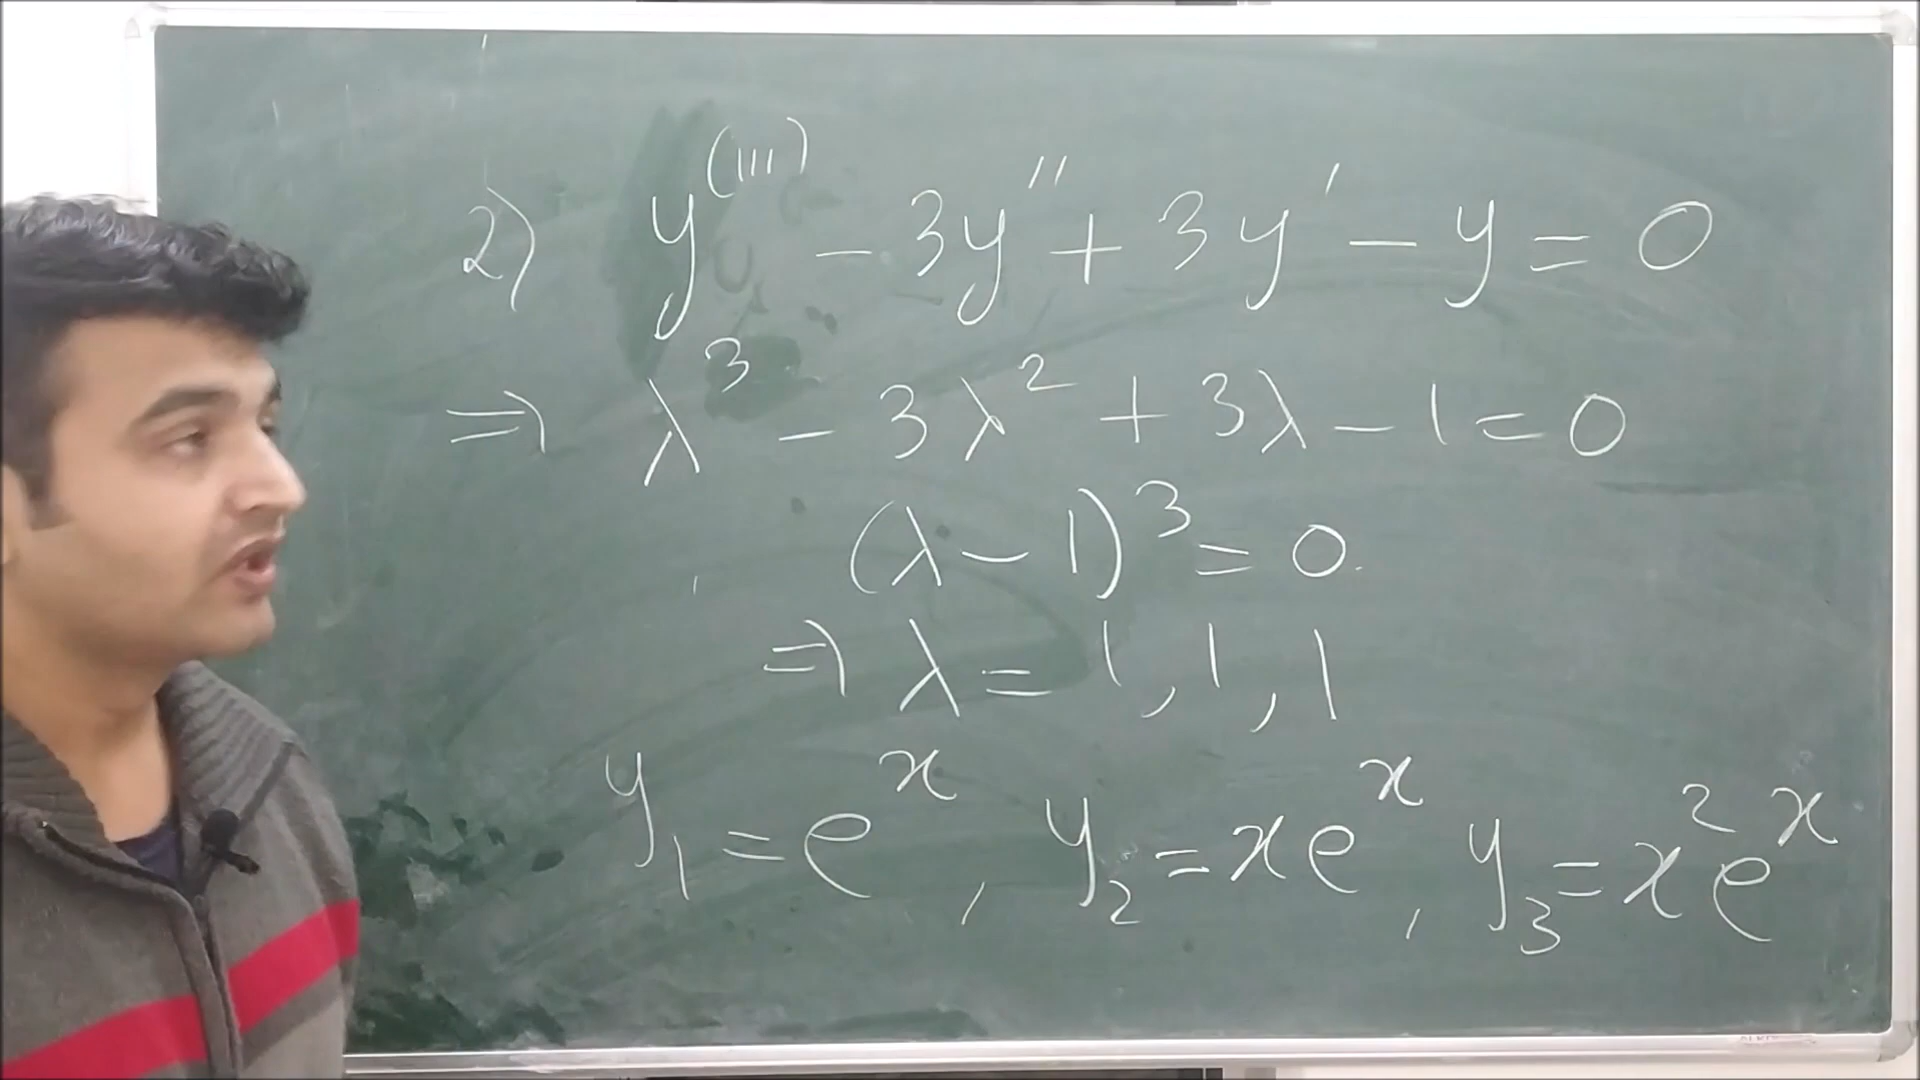 2) y⁽ᴵᴵᴵ⁾ − 3y'' + 3y' − y = 0
⇒ λ³ − 3λ² + 3λ − 1 = 0
(λ − 1)³ = 0.
⇒ λ = 1, 1, 1
y₁ = eˣ, y₂ = xeˣ, y₃ = x²eˣ